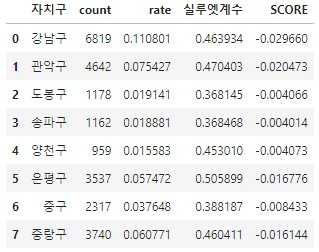 자치구 count rate 실루엣계수 SCORE
0 강남구 6819 0.110801 0.463934 -0.029660
1 관악구 4642 0.075427 0.470403 -0.020473
2 도봉구 1178 0.019141 0.368145 -0.004066
3 송파구 1162 0.018881 0.368468 -0.004014
4 양천구 959 0.015583 0.453010 -0.004073
5 은평구 3537 0.057472 0.505899 -0.016776
6 중구 2317 0.037648 0.388187 -0.008433
7 중랑구 3740 0.060771 0.460411 -0.016144